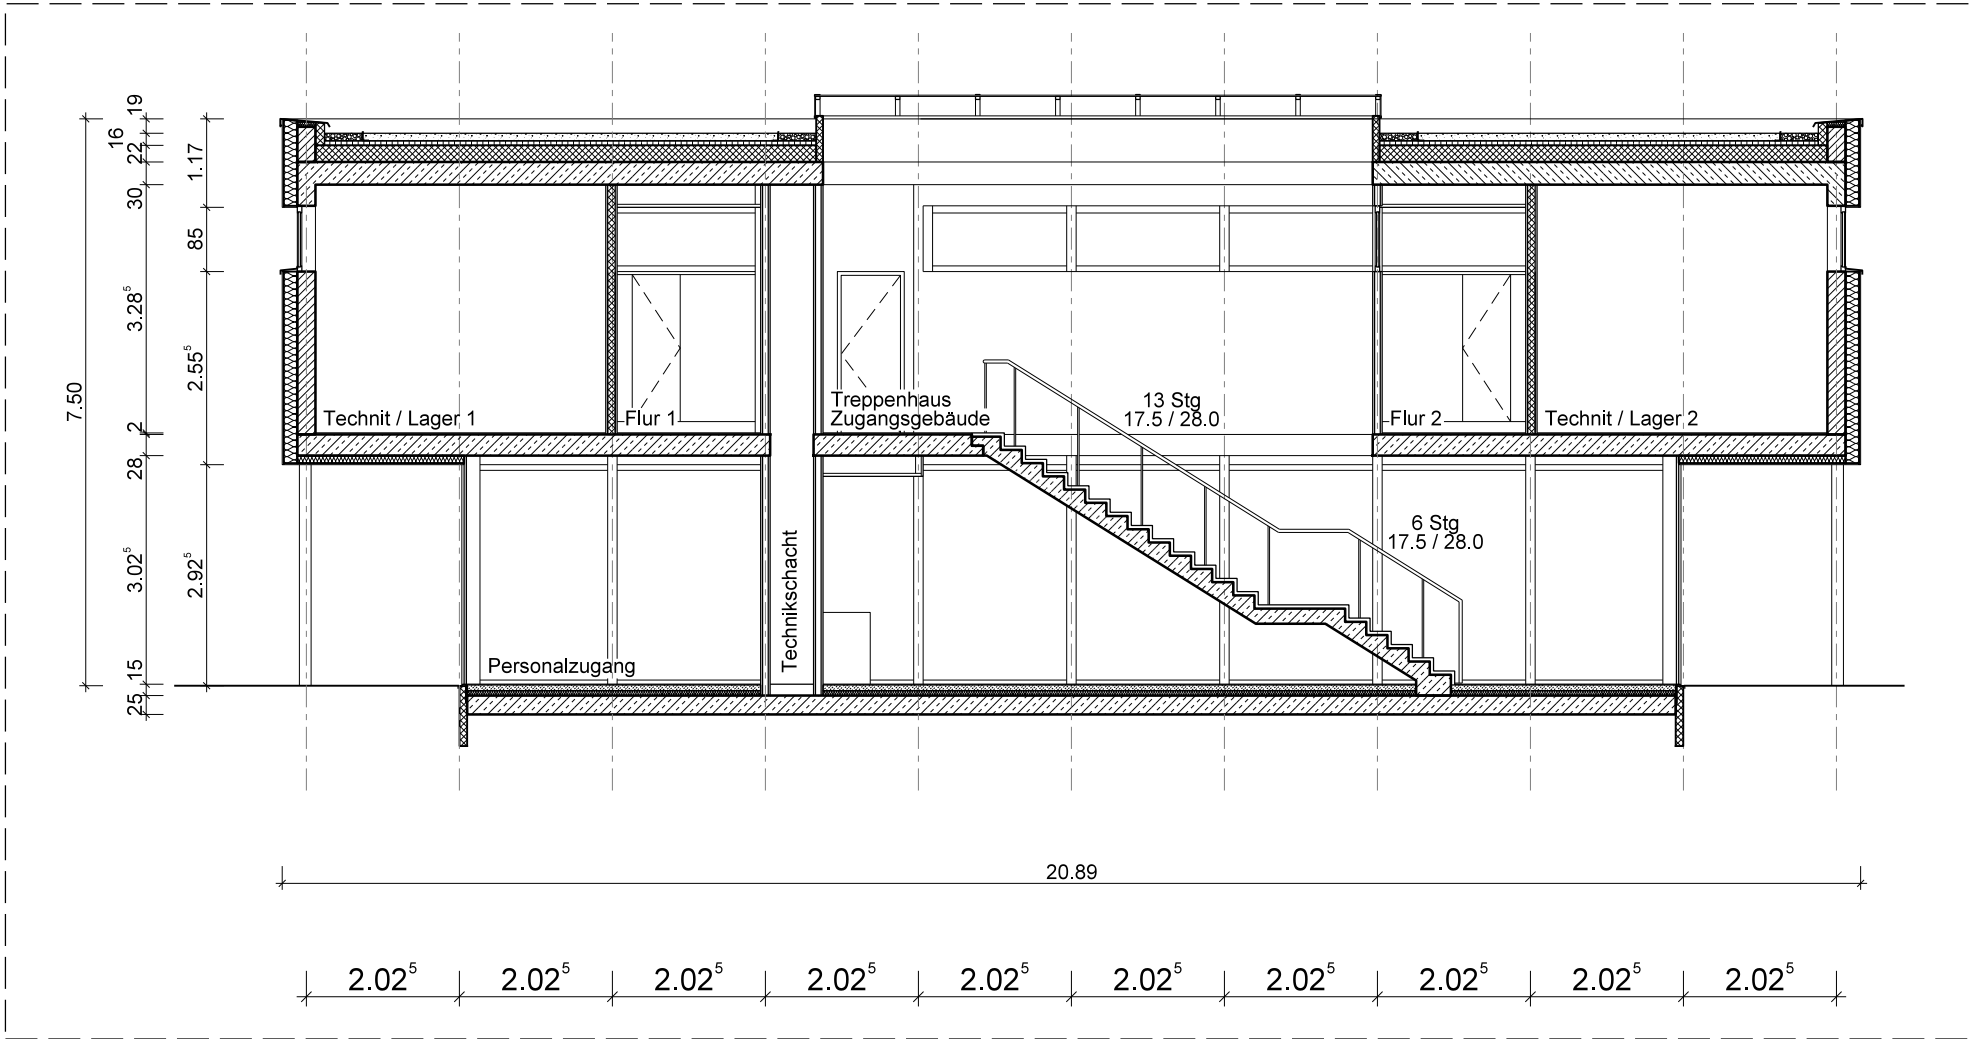 19
16
22
30
3.28⁵
2
28
3.02⁵
15
25
7.50
1.17
85
2.55⁵
2.92⁵
Technit / Lager 1
Flur 1
Treppenhaus
Zugangsgebäude
13 Stg
17.5 / 28.0
Flur 2
Technit / Lager 2
6 Stg
17.5 / 28.0
Technikschacht
Personalzugang
20.89
2.02⁵ 2.02⁵ 2.02⁵ 2.02⁵ 2.02⁵ 2.02⁵ 2.02⁵ 2.02⁵ 2.02⁵ 2.02⁵